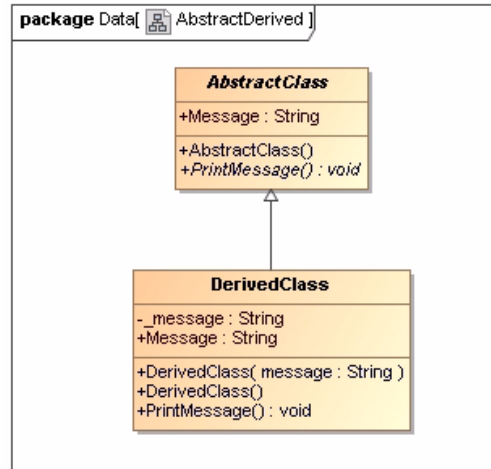 package Data[ AbstractDerived ]
AbstractClass
+Message : String
+AbstractClass()
+PrintMessage() : void
DerivedClass
-_message : String
+Message : String
+DerivedClass( message : String )
+DerivedClass()
+PrintMessage() : void